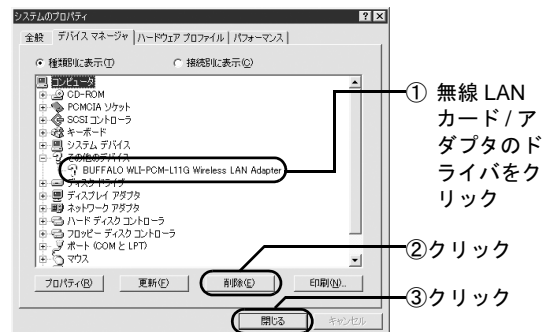 システムのプロパティ
全般 デバイス マネージャ ハードウェア プロファイル パフォーマンス
種類別に表示(T) 接続別に表示(C)
コンピュータ
CD-ROM
PCMCIA ソケット
SCSI コントローラ
キーボード
システム デバイス
その他のデバイス
BUFFALO WLI-PCM-L11G Wireless LAN Adapter
ディスク ドライブ
ディスプレイ アダプタ
ネットワーク アダプタ
ハード ディスク コントローラ
フロッピー ディスク コントローラ
ポート (COM と LPT)
マウス
プロパティ(R) 更新(F) 削除(E) 印刷(N)...
閉じる キャンセル
① 無線 LAN
カード / ア
ダプタのド
ライバをク
リック
②クリック
③クリック